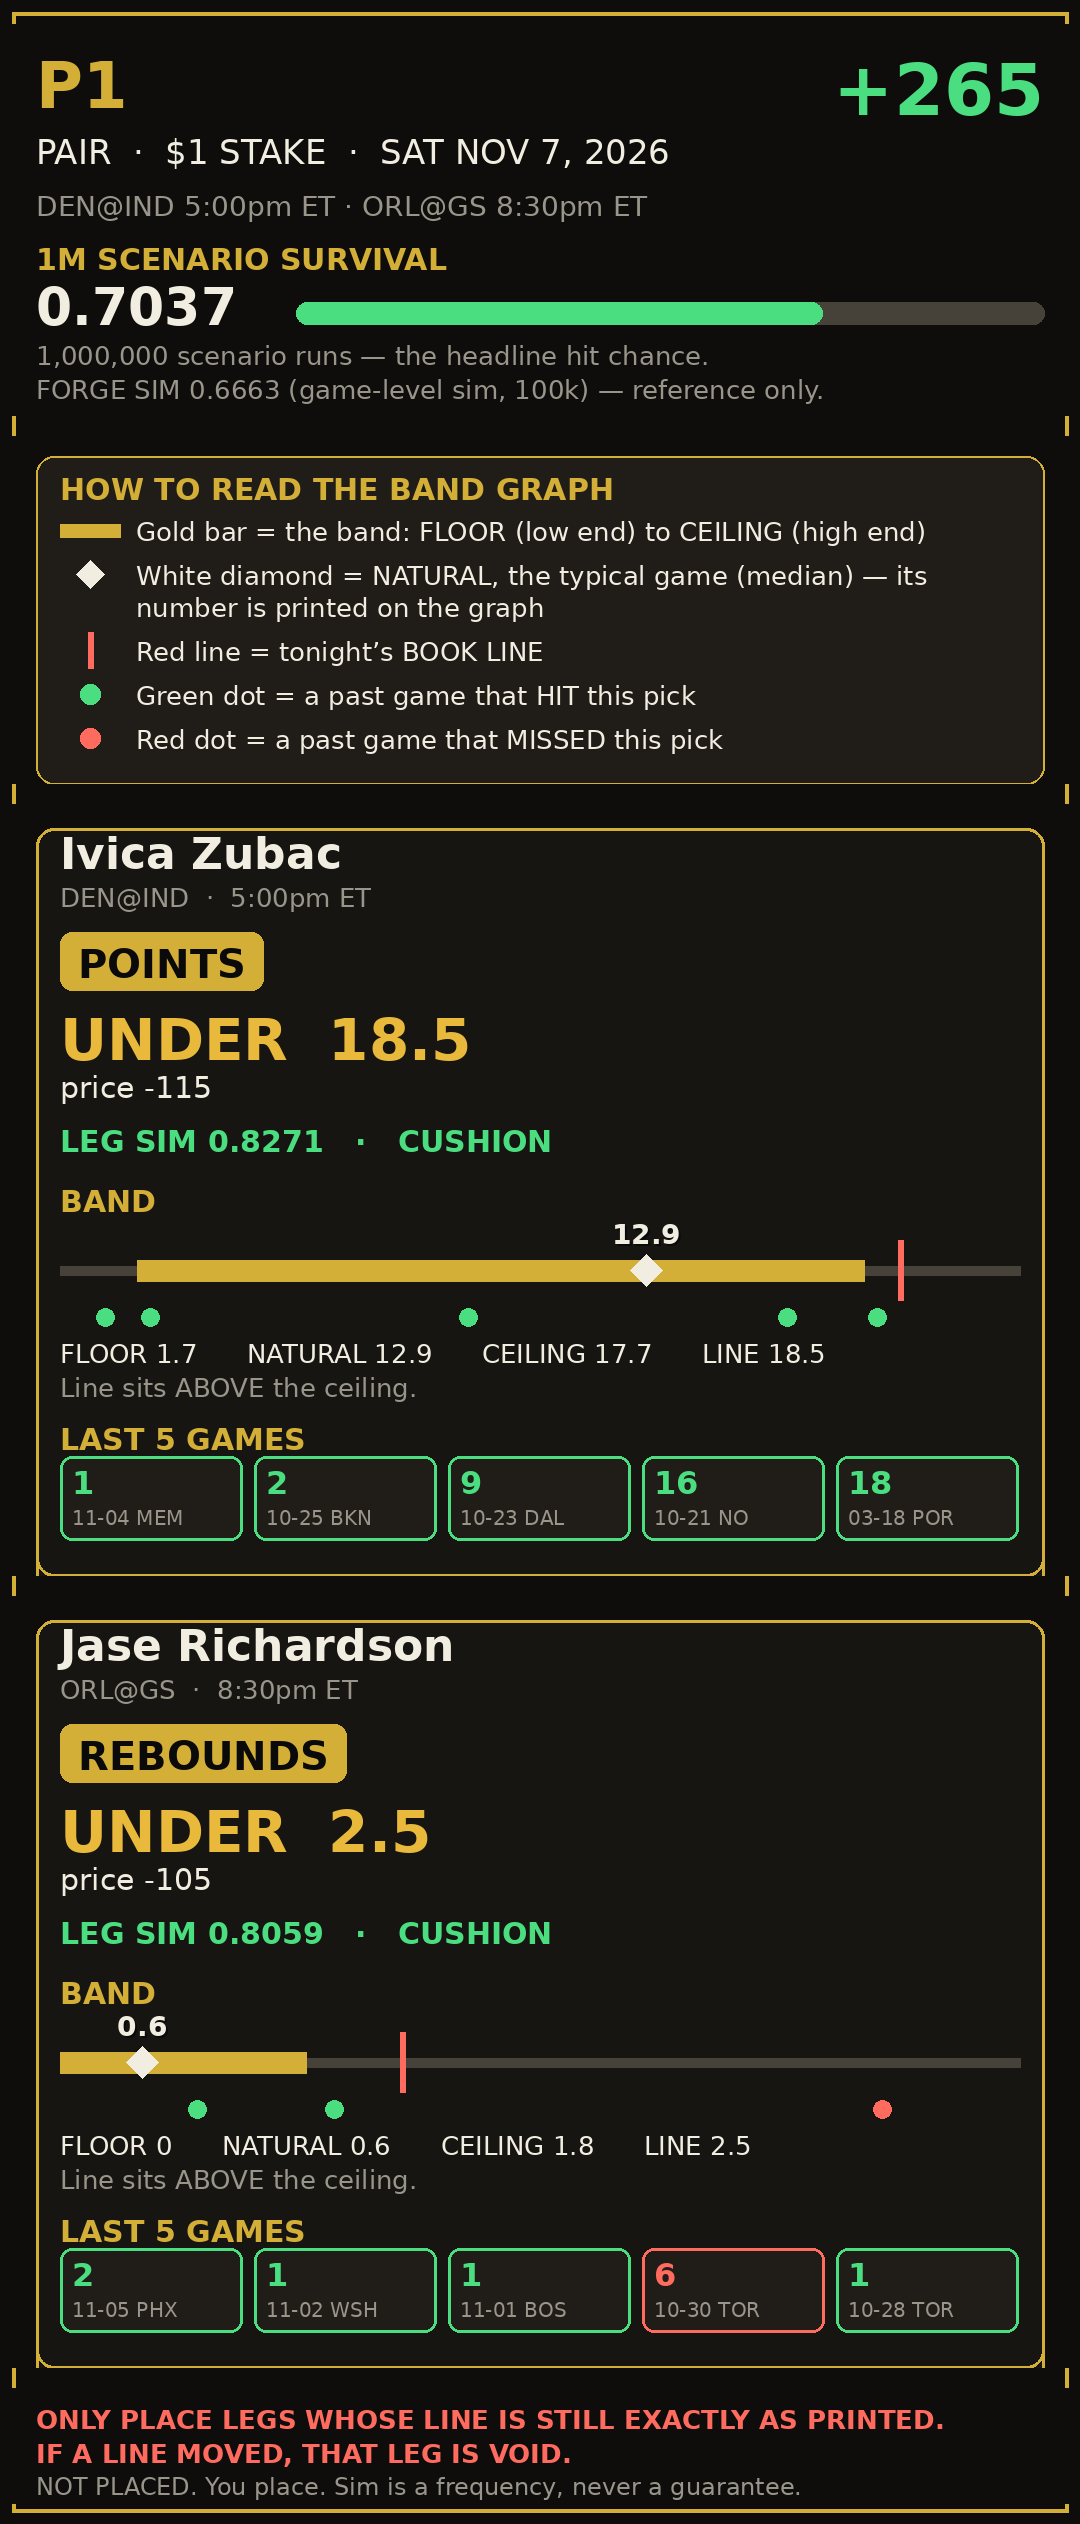 P1
+265
PAIR · $1 STAKE · SAT NOV 7, 2026
DEN@IND 5:00pm ET · ORL@GS 8:30pm ET
1M SCENARIO SURVIVAL
0.7037
1,000,000 scenario runs — the headline hit chance.
FORGE SIM 0.6663 (game-level sim, 100k) — reference only.
HOW TO READ THE BAND GRAPH
Gold bar = the band: FLOOR (low end) to CEILING (high end)
White diamond = NATURAL, the typical game (median) — its
number is printed on the graph
Red line = tonight’s BOOK LINE
Green dot = a past game that HIT this pick
Red dot = a past game that MISSED this pick
Ivica Zubac
DEN@IND · 5:00pm ET
POINTS
UNDER 18.5
price -115
LEG SIM 0.8271 · CUSHION
BAND
12.9
FLOOR 1.7 NATURAL 12.9 CEILING 17.7 LINE 18.5
Line sits ABOVE the ceiling.
LAST 5 GAMES
1 2 9 16 18
11-04 MEM 10-25 BKN 10-23 DAL 10-21 NO 03-18 POR
Jase Richardson
ORL@GS · 8:30pm ET
REBOUNDS
UNDER 2.5
price -105
LEG SIM 0.8059 · CUSHION
BAND
0.6
FLOOR 0 NATURAL 0.6 CEILING 1.8 LINE 2.5
Line sits ABOVE the ceiling.
LAST 5 GAMES
2 1 1 6 1
11-05 PHX 11-02 WSH 11-01 BOS 10-30 TOR 10-28 TOR
ONLY PLACE LEGS WHOSE LINE IS STILL EXACTLY AS PRINTED.
IF A LINE MOVED, THAT LEG IS VOID.
NOT PLACED. You place. Sim is a frequency, never a guarantee.